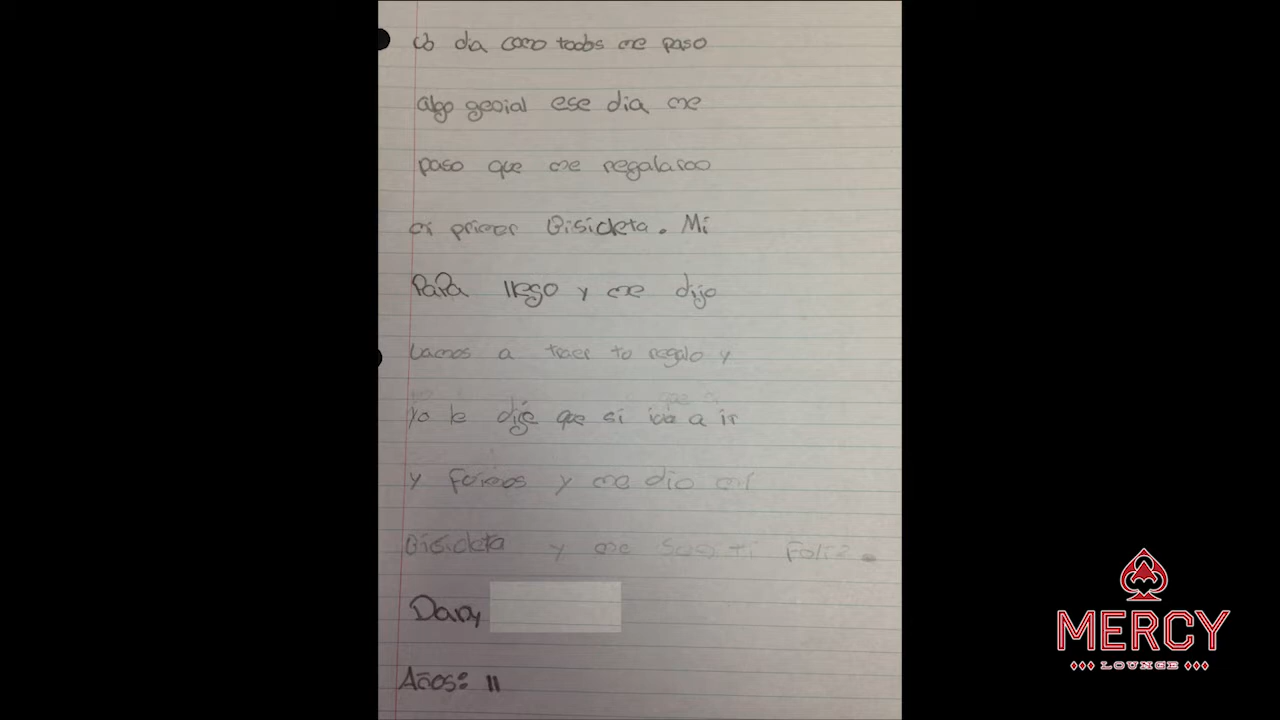 Un dia como todos me paso
algo genial ese dia me
paso que me regalaron
mi primer Bisicleta. Mi
PaPa llego y me dijo
Vamos a traer tu regalo y
yo le dije que si iva a ir
y Fuimos y me dio mi
Bisicleta y me Feliz.
Dany
Años: 11
MERCY
LOUNGE